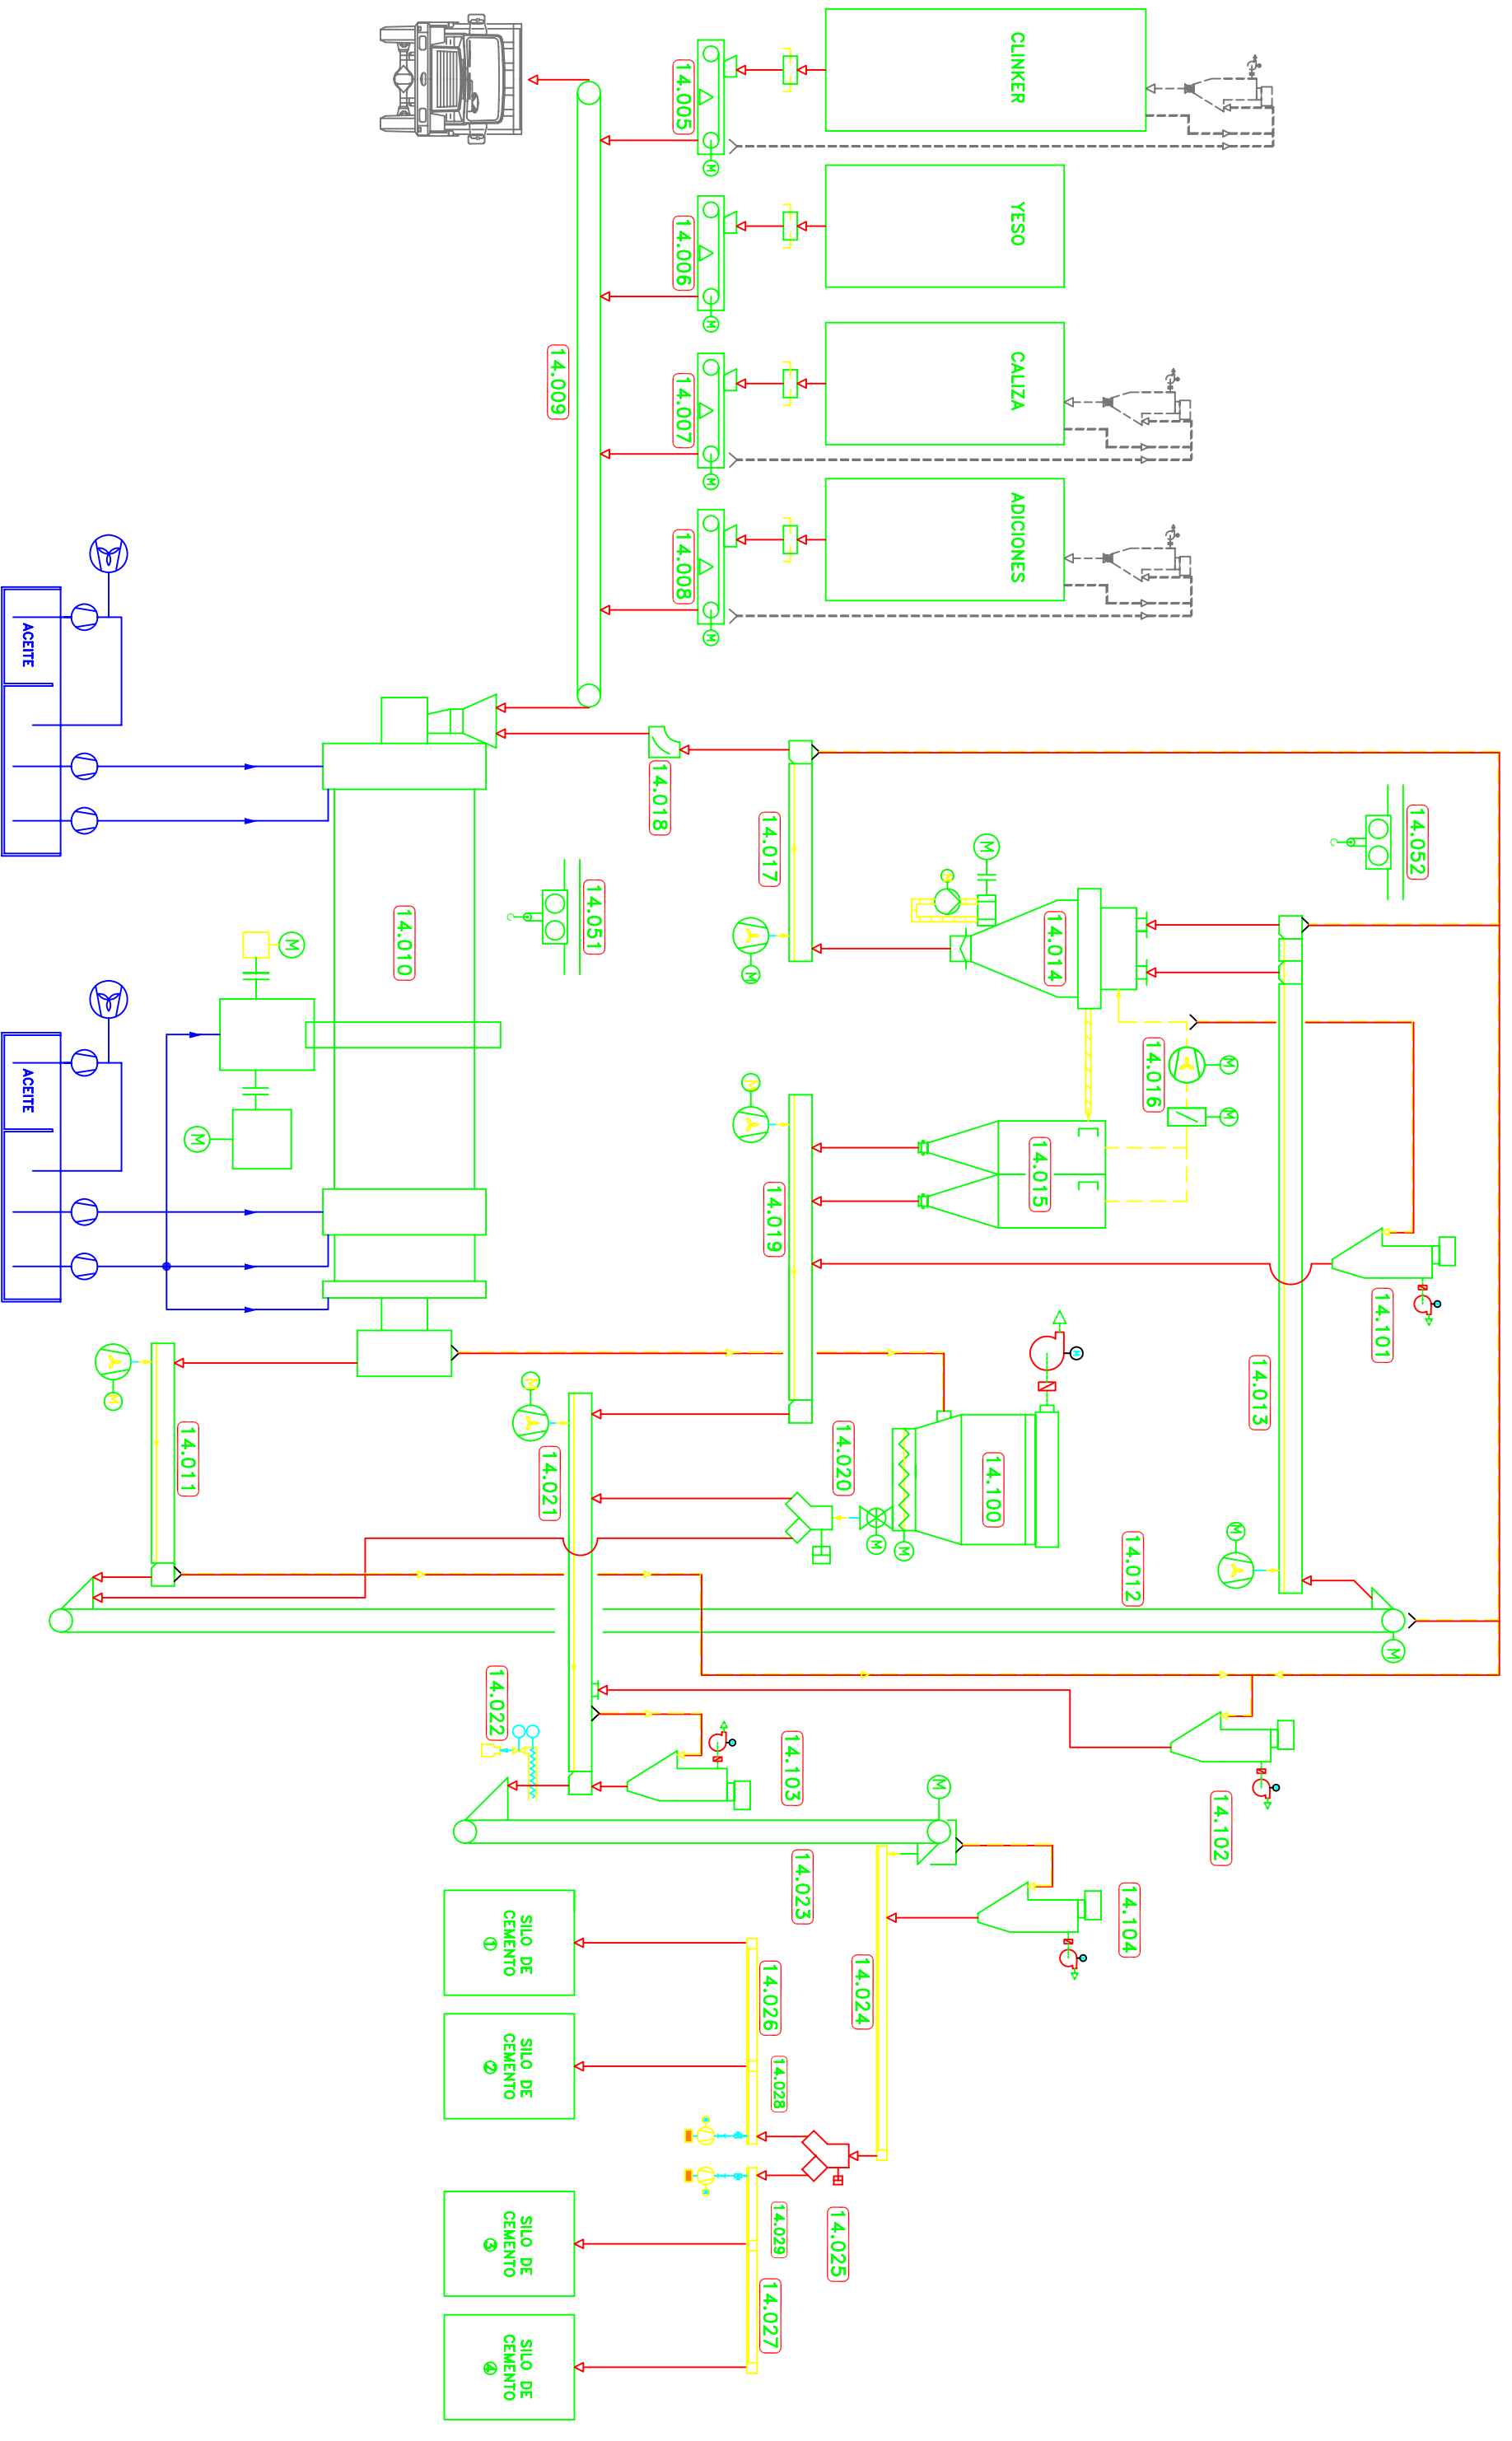 14.052
14.101
M
14.013
M
14.102
M
M
14.016
14.012
14.104
14.014
14.015
CLINKER
YESO
CALIZA
ADICIONES
M
14.100
M
M
M
14.024
14.020
14.025
14.023
14.103
14.028
14.029
14.019
14.017
14.026
14.027
M
M
M
M
M
M
14.005
14.006
14.007
14.008
14.018
14.051
14.009
14.021
M
SILO DE
CEMENTO
1
SILO DE
CEMENTO
2
SILO DE
CEMENTO
3
SILO DE
CEMENTO
4
14.022
14.010
M
M
14.011
M
ACEITE
ACEITE